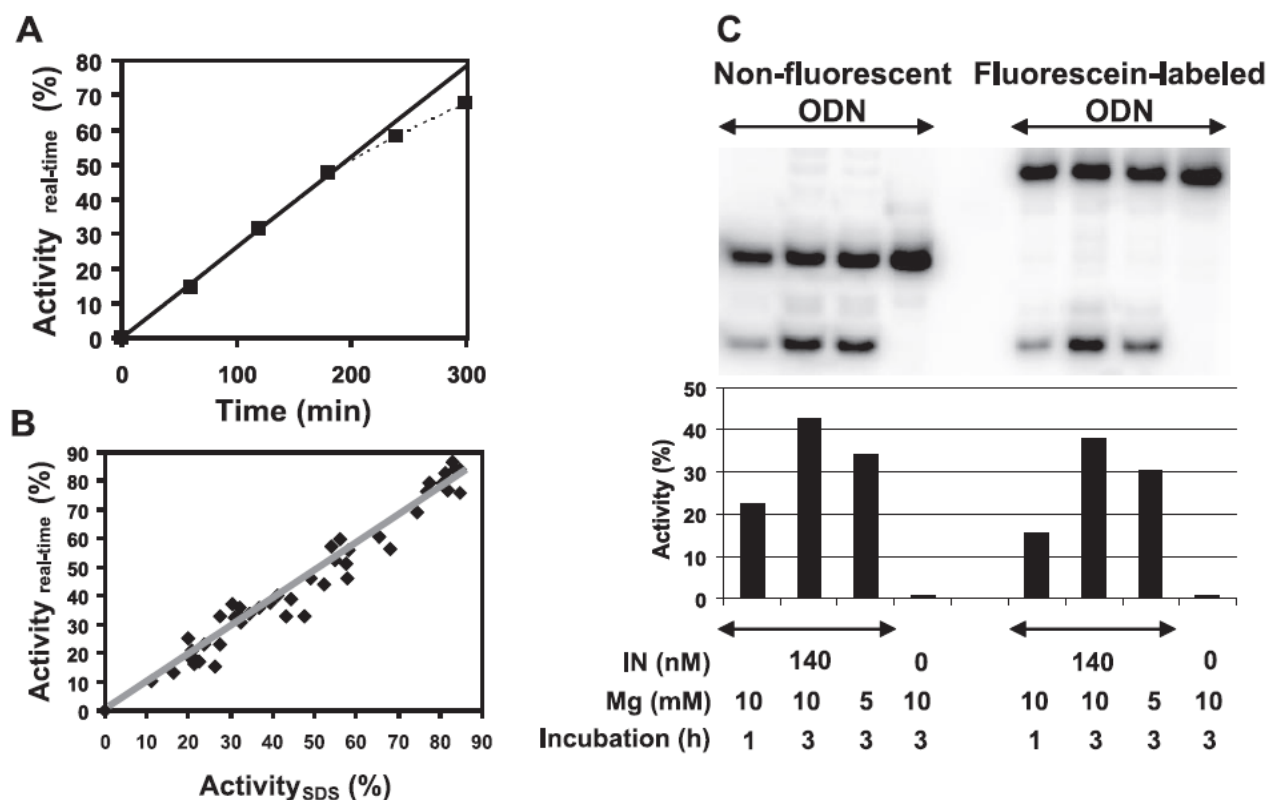 A
Activity real-time (%)
80
70
60
50
40
30
20
10
0
0 100 200 300
Time (min)
B
Activity real-time (%)
90
80
70
60
50
40
30
20
10
0
0 10 20 30 40 50 60 70 80 90
ActivitySDS (%)
C
Non-fluorescent Fluorescein-labeled
ODN ODN
Activity (%)
50
40
30
20
10
0
IN (nM) 140 0 140 0
Mg (mM) 10 10 5 10 10 10 5 10
Incubation (h) 1 3 3 3 1 3 3 3